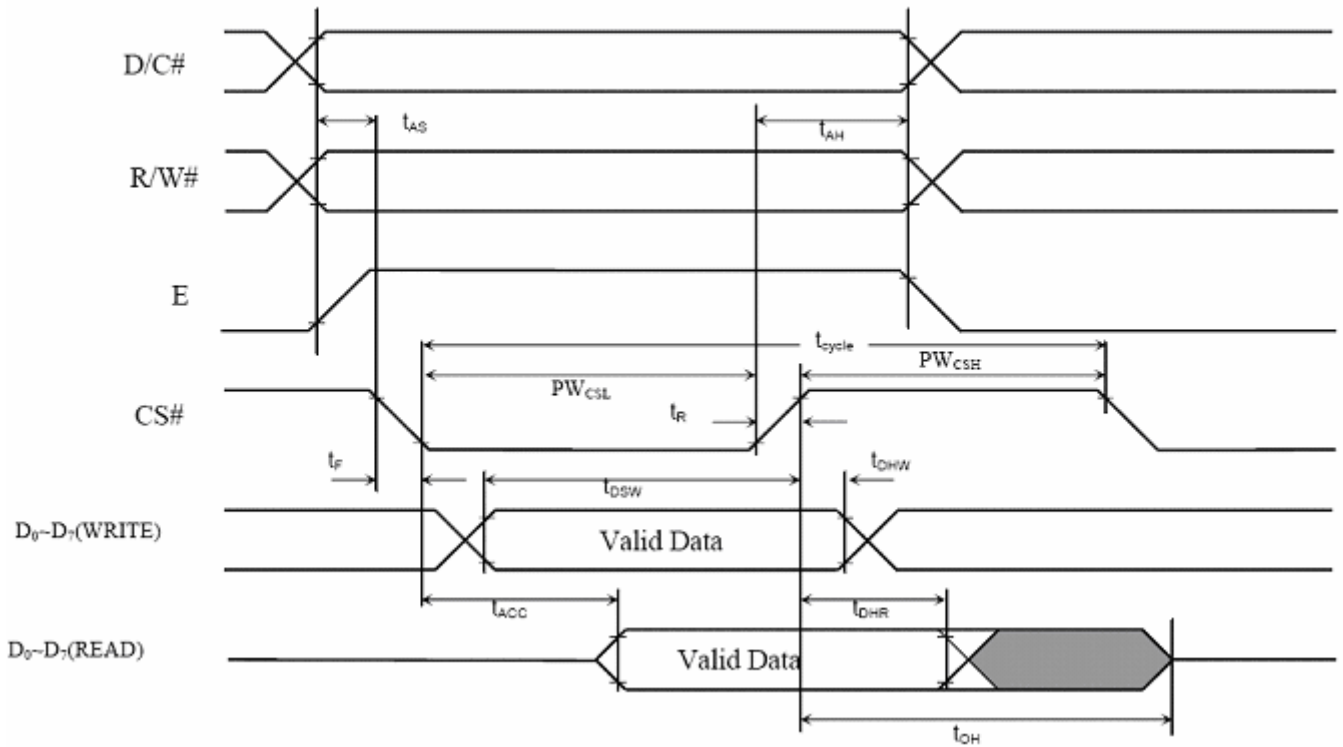 D/C#
tAS
tAH
R/W#
E
tcycle
PWCSH
PWCSL
CS#
tR
tF
tDHW
tDSW
D0~D7(WRITE)
Valid Data
tACC
tDHR
D0~D7(READ)
Valid Data
tOH